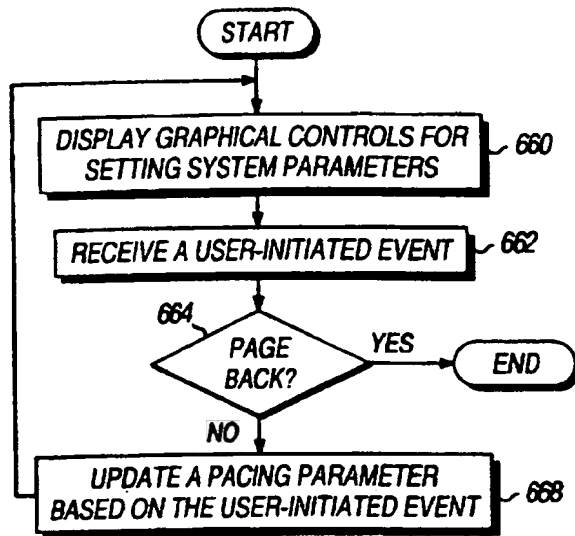 START
DISPLAY GRAPHICAL CONTROLS FOR
SETTING SYSTEM PARAMETERS
660
RECEIVE A USER-INITIATED EVENT
662
664
PAGE
BACK?
YES
END
NO
UPDATE A PACING PARAMETER
BASED ON THE USER-INITIATED EVENT
668